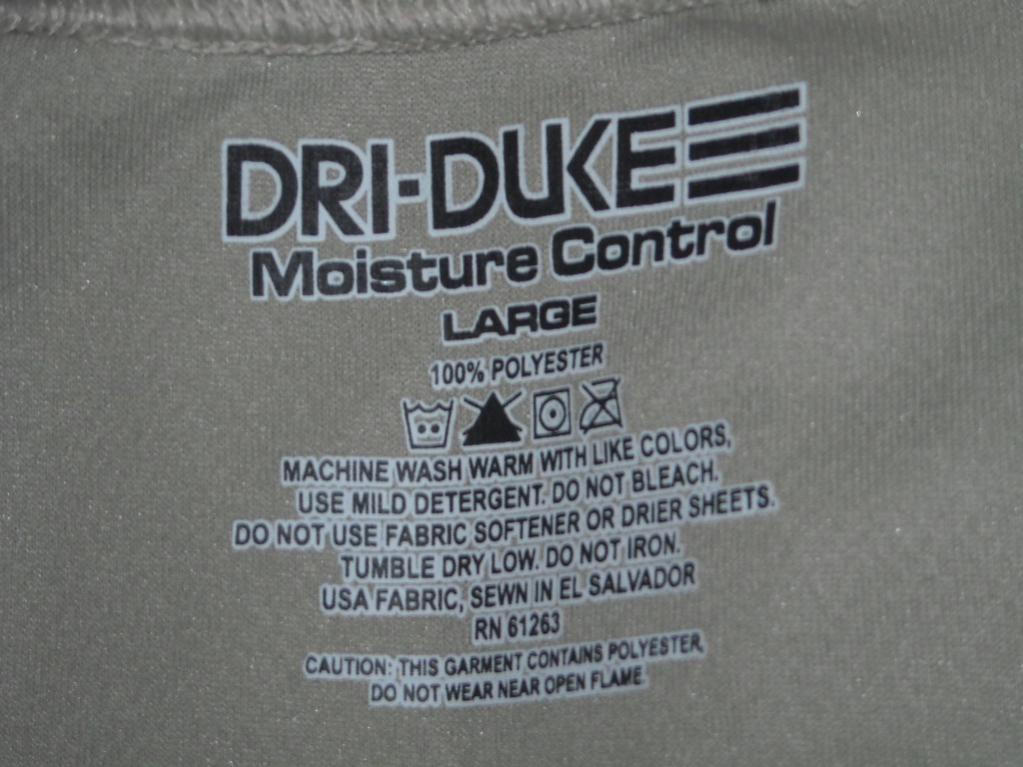 DRI-DUKE
Moisture Control
LARGE
100% POLYESTER
MACHINE WASH WARM WITH LIKE COLORS,
USE MILD DETERGENT. DO NOT BLEACH.
DO NOT USE FABRIC SOFTENER OR DRIER SHEETS.
TUMBLE DRY LOW. DO NOT IRON.
USA FABRIC, SEWN IN EL SALVADOR
RN 61263
CAUTION: THIS GARMENT CONTAINS POLYESTER,
DO NOT WEAR NEAR OPEN FLAME.